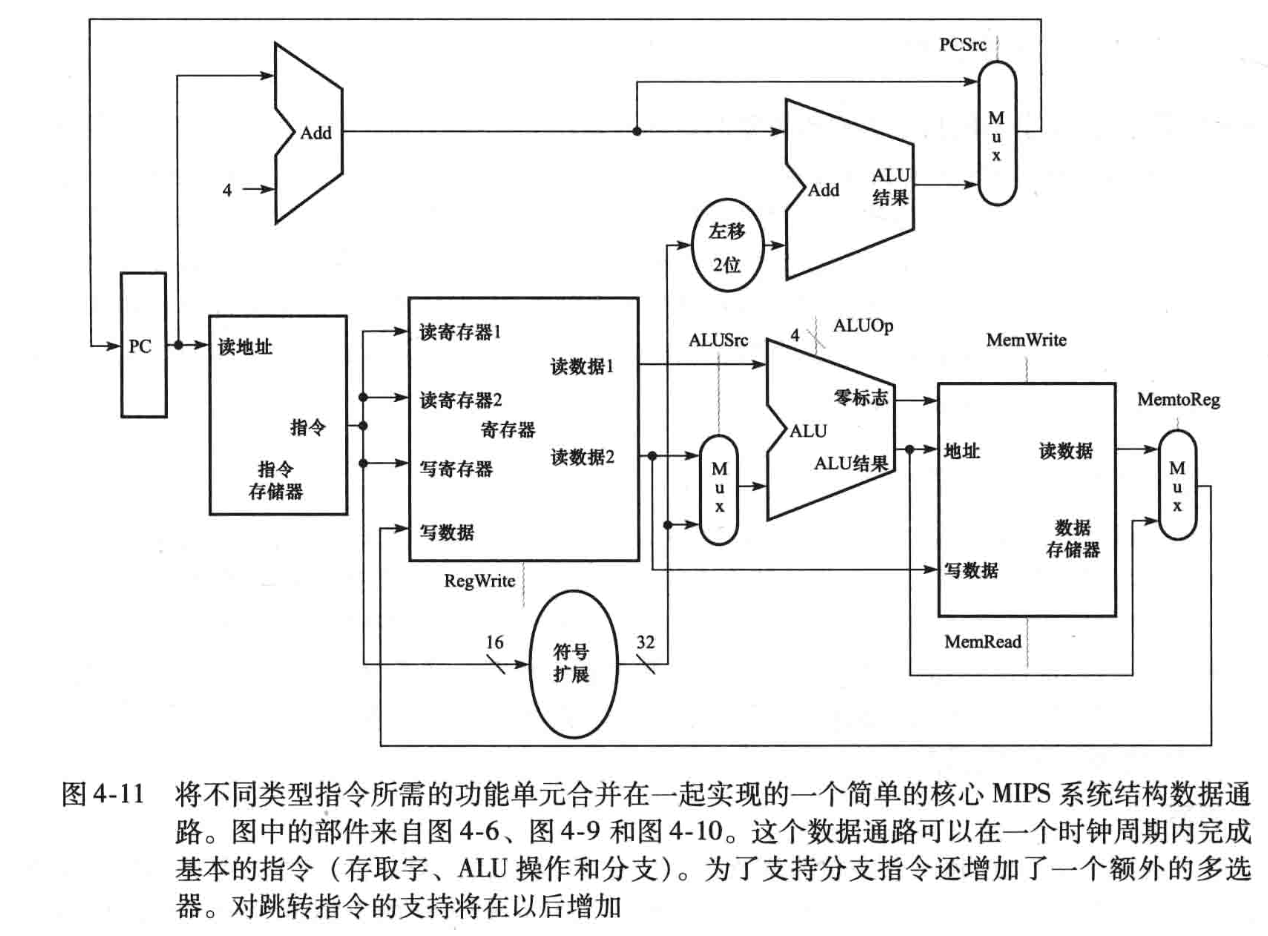 PCSrc
Add
M
u
x
4
Add
ALU
结果
左移
2位
PC
读地址
指令
指令
存储器
读寄存器1
读数据1
读寄存器2
寄存器
写寄存器
读数据2
写数据
RegWrite
ALUSrc
M
u
x
4
ALUOp
零标志
ALU
ALU结果
MemWrite
地址
读数据
数据
存储器
写数据
MemRead
MemtoReg
M
u
x
16
符号
扩展
32
图4-11 将不同类型指令所需的功能单元合并在一起实现的一个简单的核心 MIPS 系统结构数据通
路。图中的部件来自图4-6、图4-9 和图4-10。这个数据通路可以在一个时钟周期内完成
基本的指令（存取字、ALU 操作和分支）。为了支持分支指令还增加了一个额外的多选
器。对跳转指令的支持将在以后增加